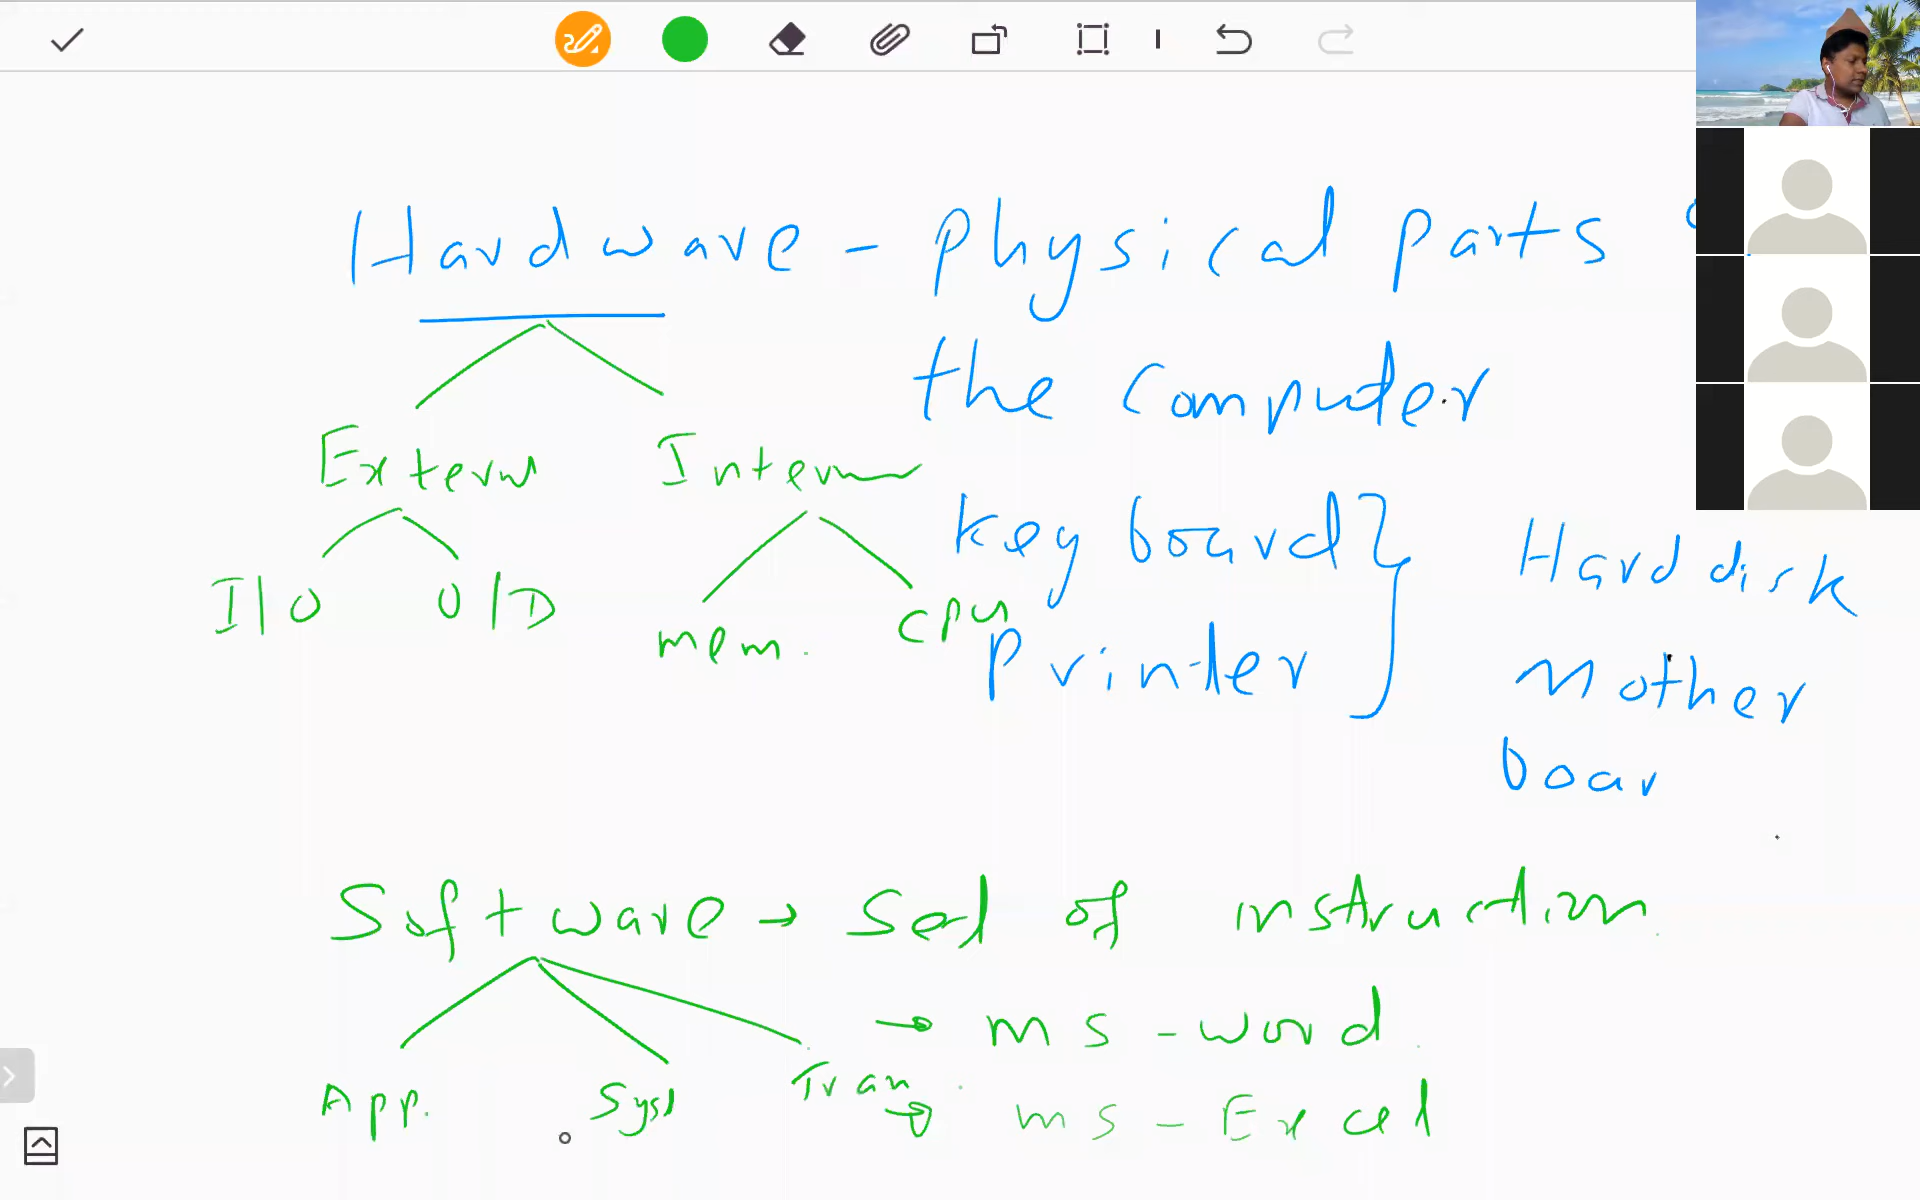 Hardware - physical parts
the computer
Extern Intern
key board
Hard disk
I/O O/D
mem. cpu
printer
mother
boar
Software → Set of instruction
→ ms - word
App. Syst Tran
→ ms - Excel